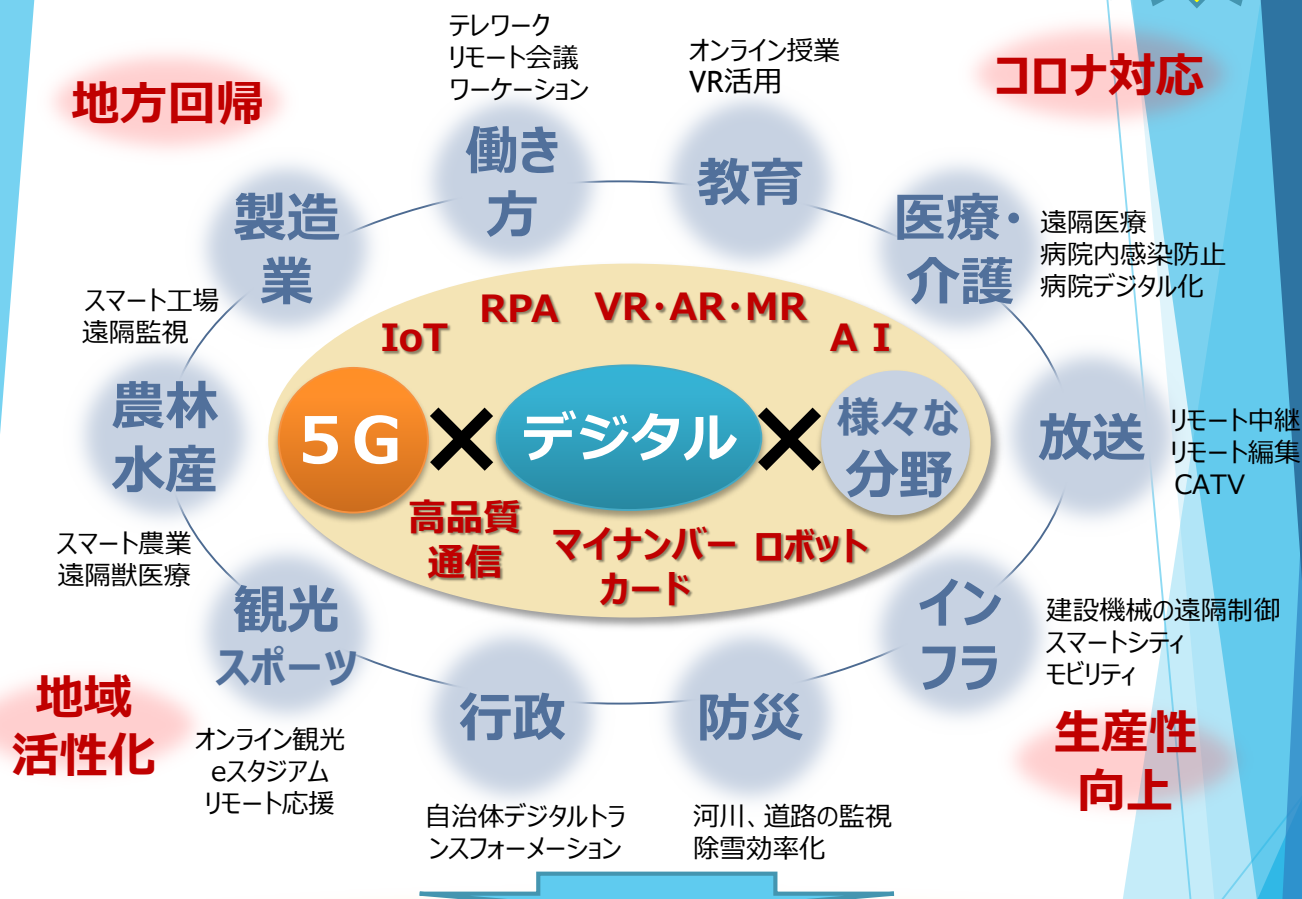 テレワーク
リモート会議
ワーケーション
オンライン授業
VR活用
地方回帰
コロナ対応
働き
方
教育
製造
業
医療・
介護
遠隔医療
病院内感染防止
病院デジタル化
スマート工場
遠隔監視
IoT
RPA
VR・AR・MR
ＡＩ
農林
水産
５Ｇ
×
デジタル
×
様々な
分野
放送
リモート中継
リモート編集
CATV
高品質
通信
マイナンバー
カード
ロボット
スマート農業
遠隔獣医療
観光
スポーツ
イン
フラ
建設機械の遠隔制御
スマートシティ
モビリティ
行政
防災
地域
活性化
オンライン観光
eスタジアム
リモート応援
生産性
向上
自治体デジタルトラ
ンスフォーメーション
河川、道路の監視
除雪効率化